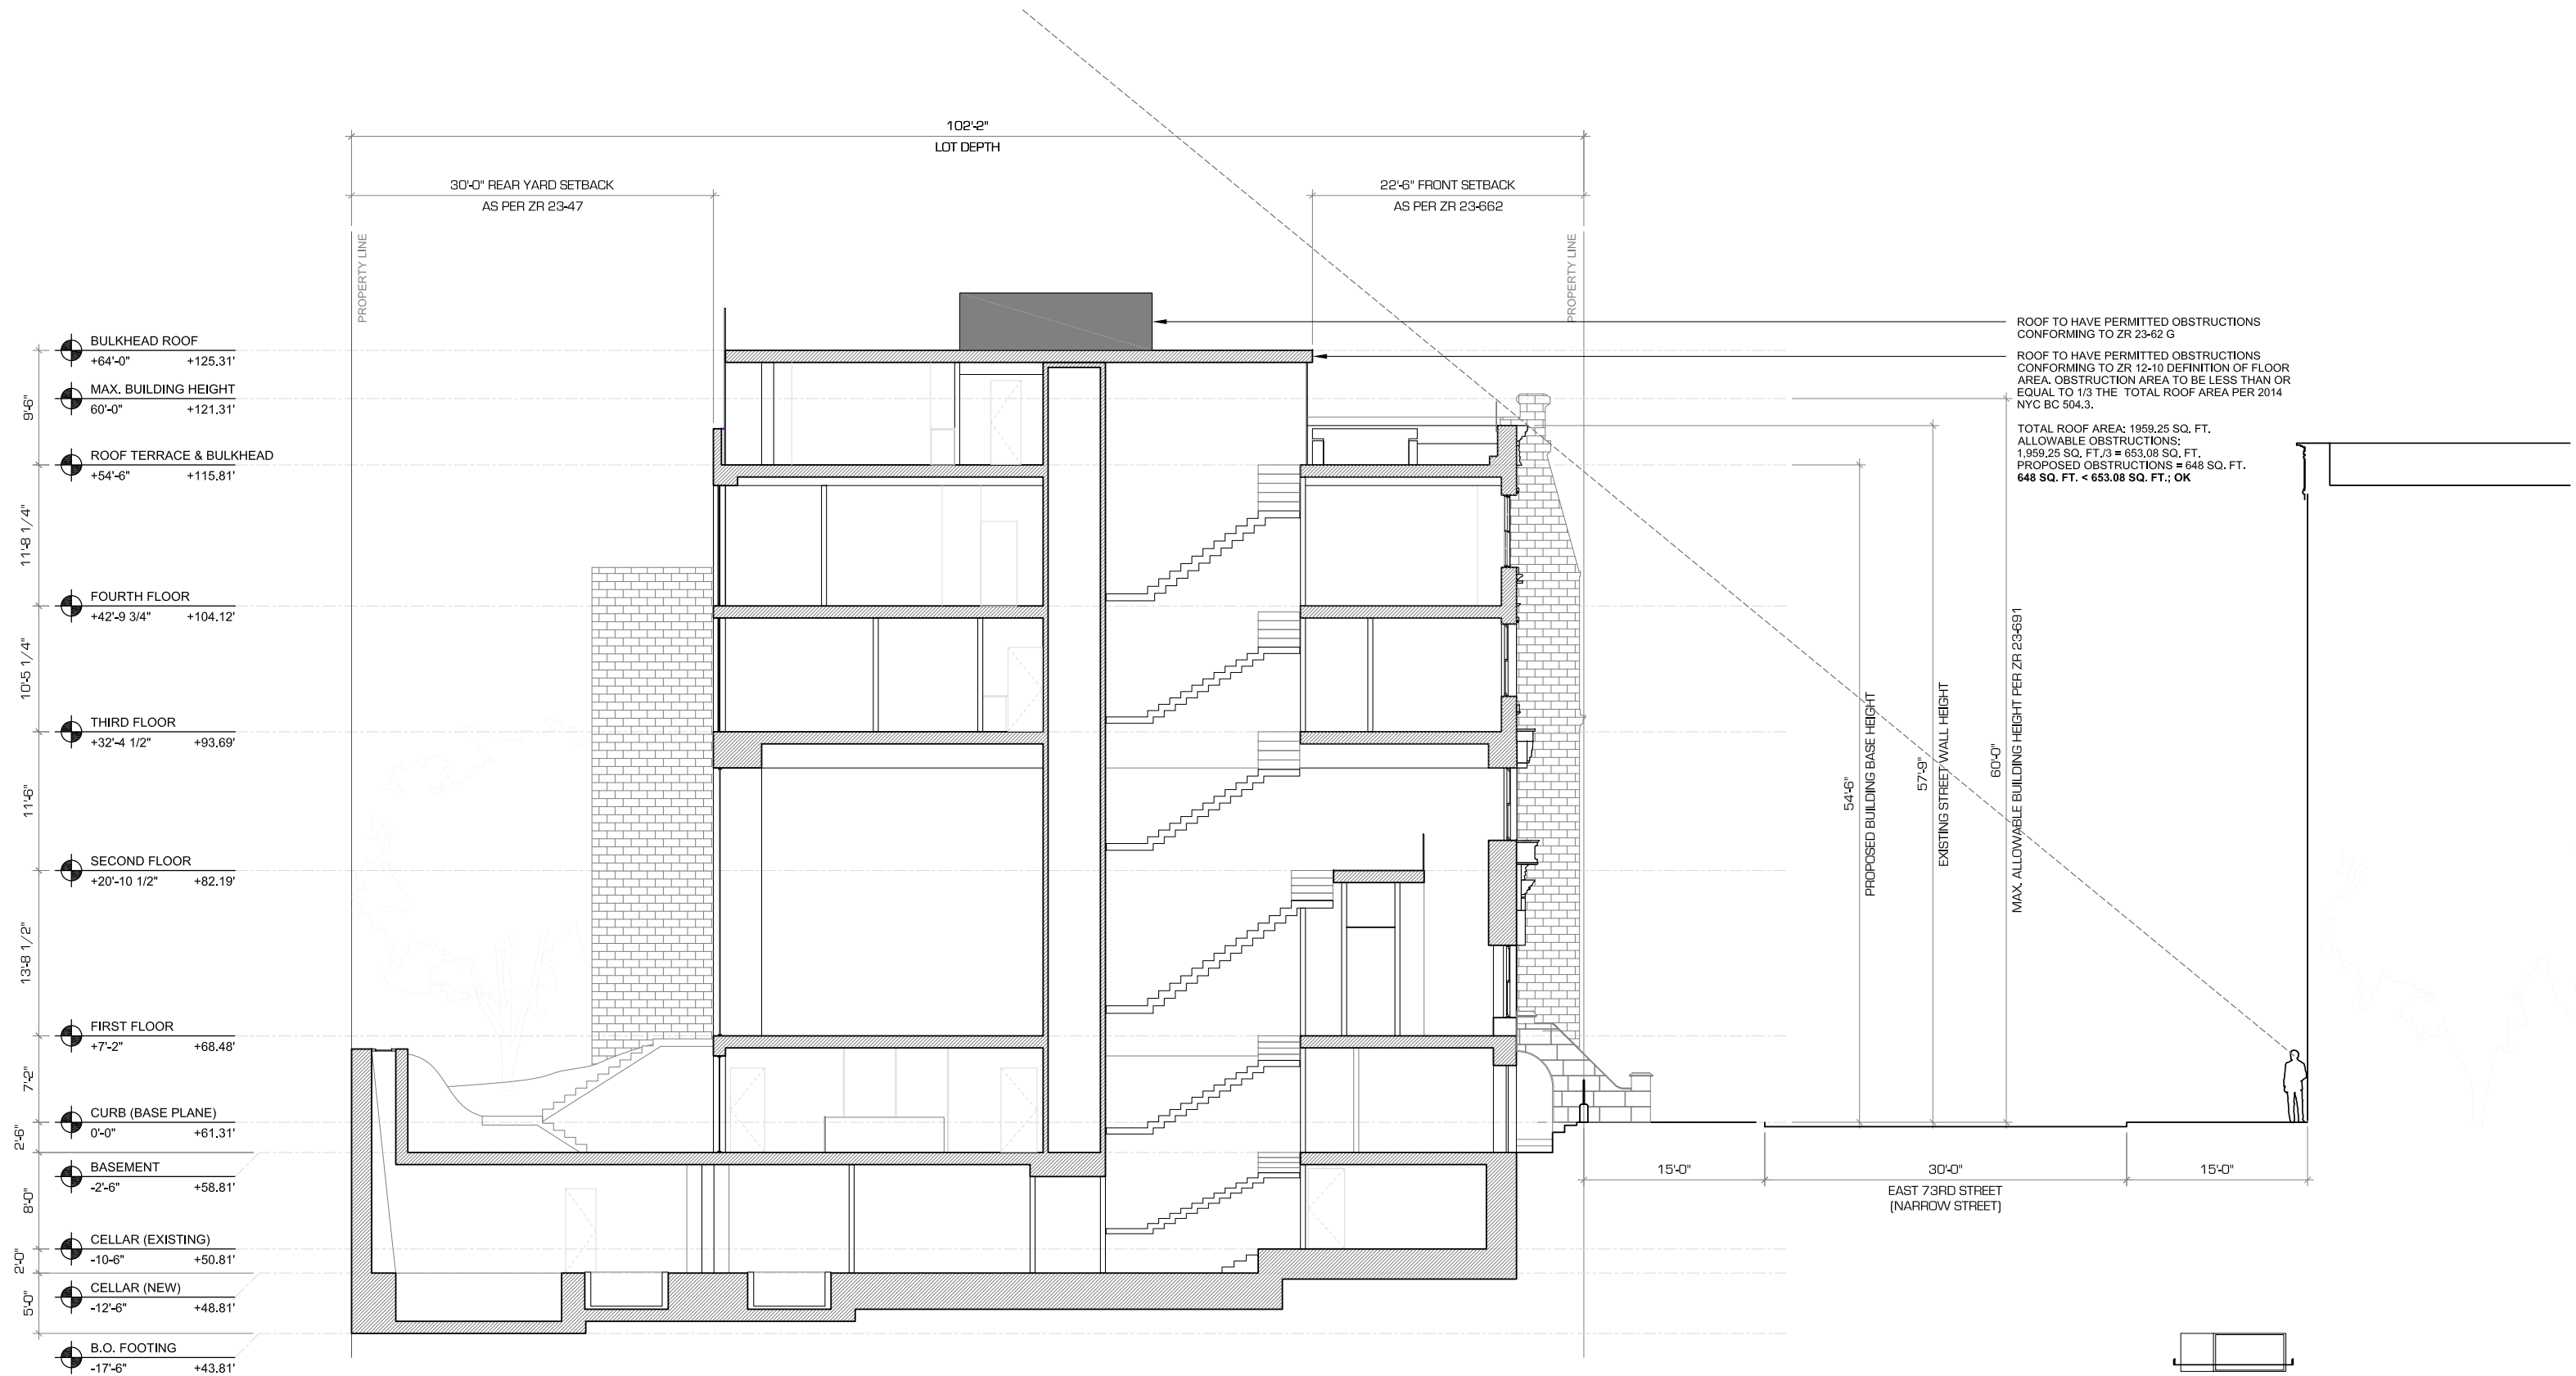 102'-2"
LOT DEPTH
30'-0" REAR YARD SETBACK
AS PER ZR 23-47
22'-6" FRONT SETBACK
AS PER ZR 23-662
PROPERTY LINE
PROPERTY LINE
ROOF TO HAVE PERMITTED OBSTRUCTIONS
CONFORMING TO ZR 23-62 G
ROOF TO HAVE PERMITTED OBSTRUCTIONS
CONFORMING TO ZR 12-10 DEFINITION OF FLOOR
AREA. OBSTRUCTION AREA TO BE LESS THAN OR
EQUAL TO 1/3 THE TOTAL ROOF AREA PER 2014
NYC BC 504.3.
TOTAL ROOF AREA: 1959.25 SQ. FT.
ALLOWABLE OBSTRUCTIONS:
1,959.25 SQ. FT./3 = 653.08 SQ. FT.
PROPOSED OBSTRUCTIONS = 648 SQ. FT.
648 SQ. FT. < 653.08 SQ. FT.; OK
BULKHEAD ROOF
+64'-0" +125.31'
MAX. BUILDING HEIGHT
60'-0" +121.31'
9'-6"
ROOF TERRACE & BULKHEAD
+54'-6" +115.81'
11'-8 1/4"
FOURTH FLOOR
+42'-9 3/4" +104.12'
10'-5 1/4"
THIRD FLOOR
+32'-4 1/2" +93.69'
11'-6"
SECOND FLOOR
+20'-10 1/2" +82.19'
13'-8 1/2"
FIRST FLOOR
+7'-2" +68.48'
7'-2"
CURB (BASE PLANE)
0'-0" +61.31'
2'-6"
BASEMENT
-2'-6" +58.81'
8'-0"
CELLAR (EXISTING)
-10-6" +50.81'
2'-0"
CELLAR (NEW)
-12'-6" +48.81'
5'-0"
B.O. FOOTING
-17'-6" +43.81'
54'-6"
PROPOSED BUILDING BASE HEIGHT
57'-9"
EXISTING STREET WALL HEIGHT
60'-0"
MAX. ALLOWABLE BUILDING HEIGHT PER ZR 23-691
15'-0"
30'-0"
15'-0"
EAST 73RD STREET
(NARROW STREET)